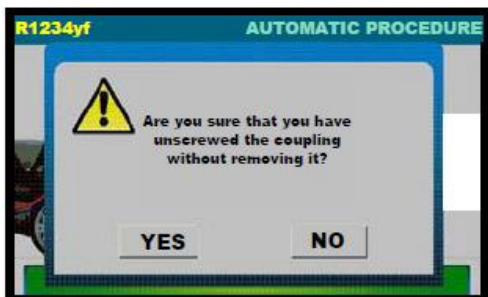 R1234yf AUTOMATIC PROCEDURE
Are you sure that you have
unscrewed the coupling
without removing it?
YES NO